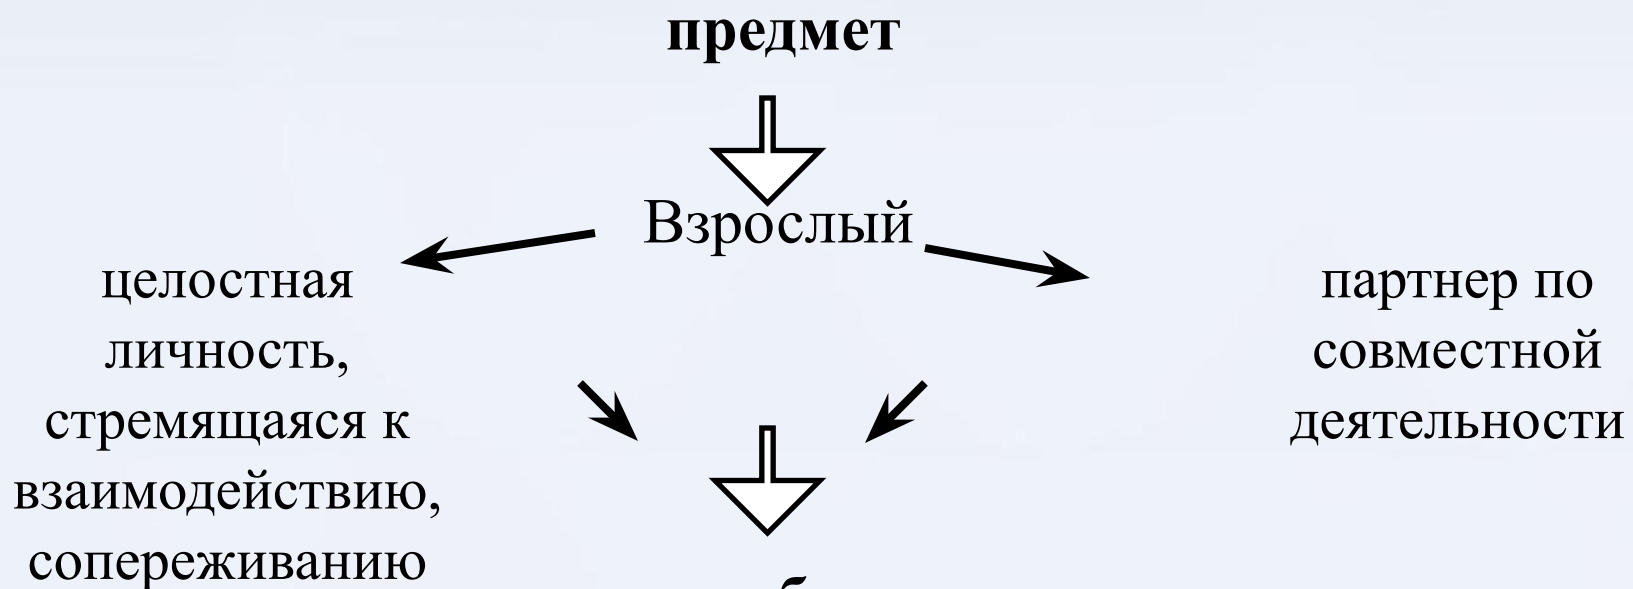 предмет
Взрослый
целостная
личность,
стремящаяся к
взаимодействию,
сопереживанию
партнер по
совместной
деятельности